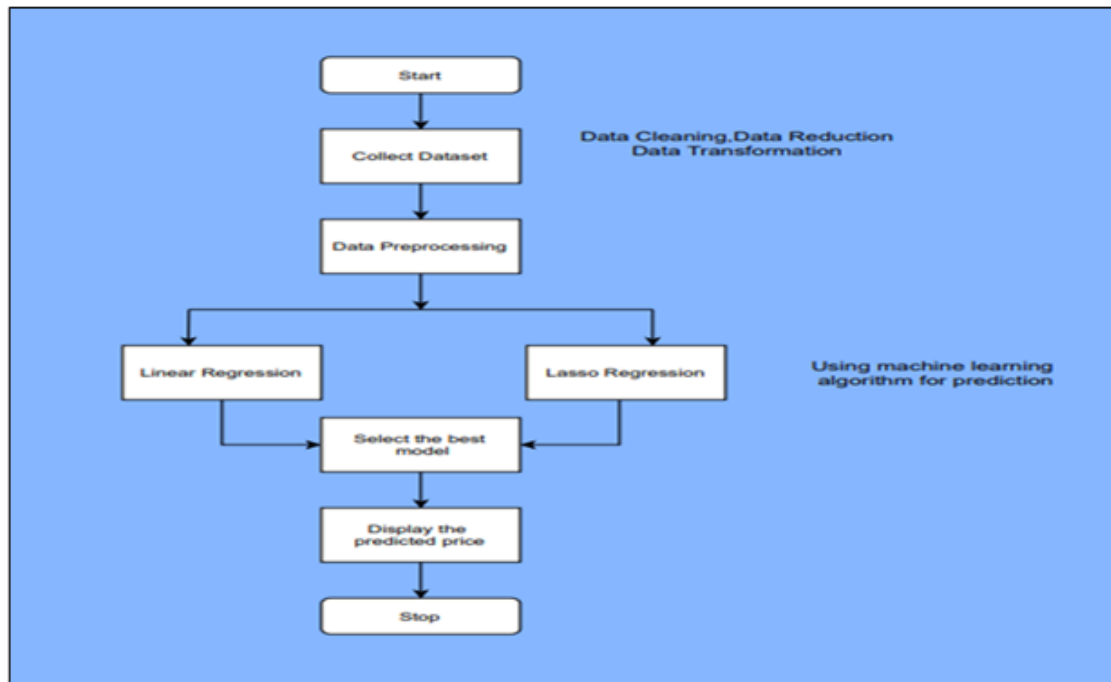 Start
Collect Dataset
Data Cleaning,Data Reduction
Data Transformation
Data Preprocessing
Linear Regression
Lasso Regression
Using machine learning
algorithm for prediction
Select the best
model
Display the
predicted price
Stop